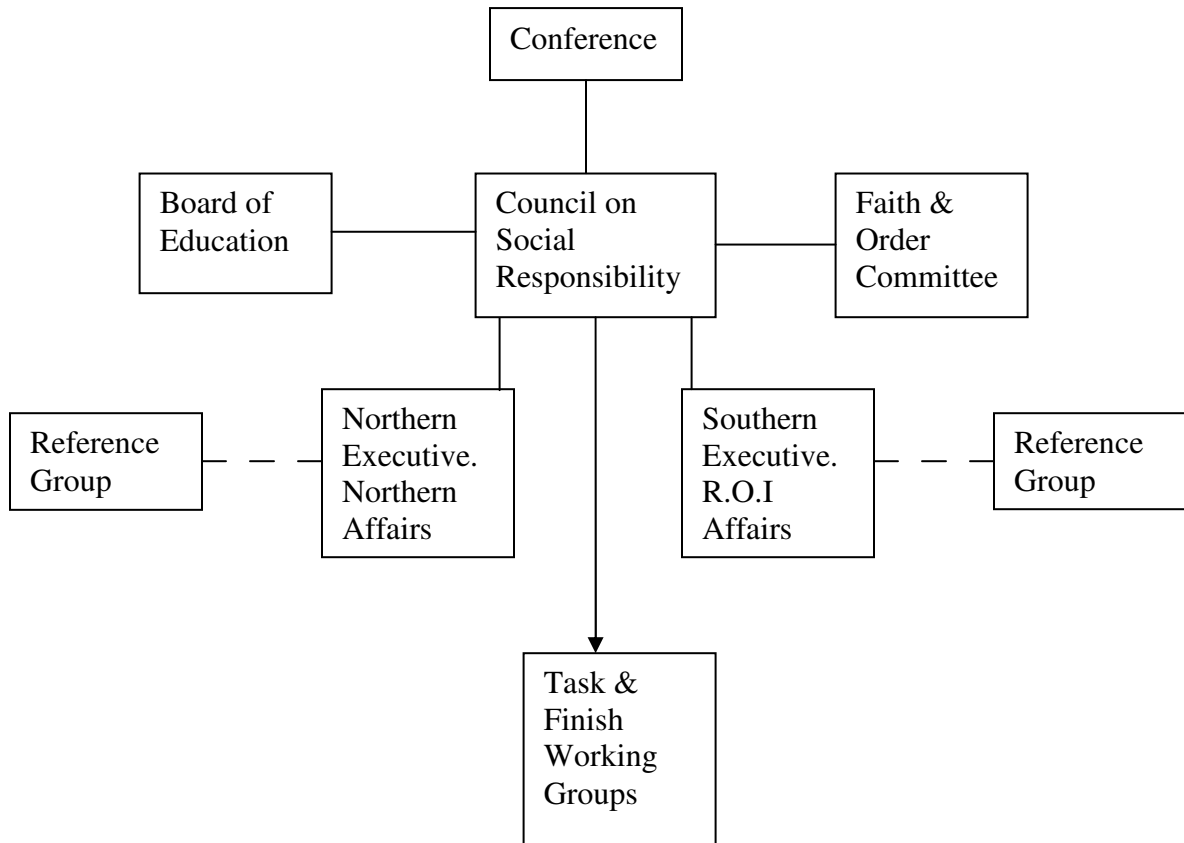 Conference
Board of
Education
Council on
Social
Responsibility
Faith &
Order
Committee
Reference
Group
Northern
Executive.
Northern
Affairs
Southern
Executive.
R.O.I
Affairs
Reference
Group
Task &
Finish
Working
Groups